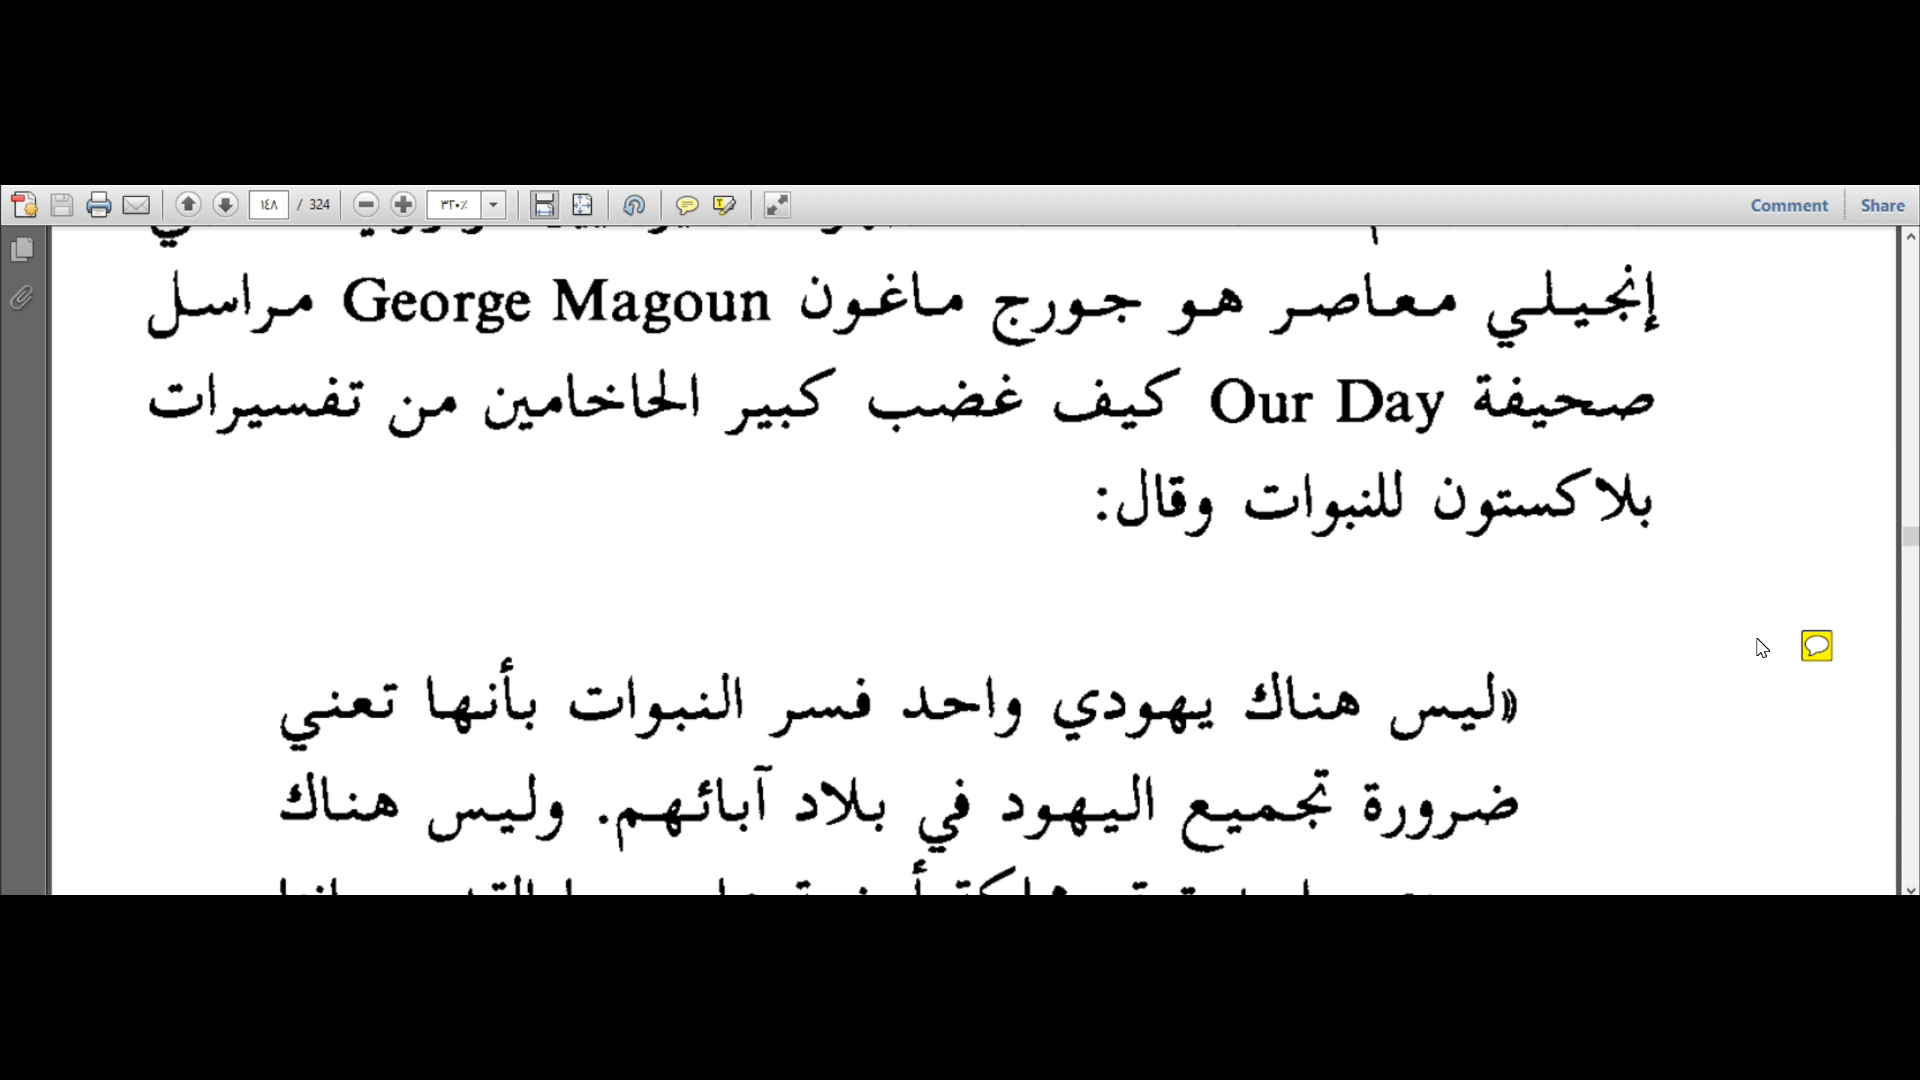 ١٤٨ / 324 ٣٢٠٪ Comment Share
إنجيلي معاصر هو جورج ماغون George Magoun مراسل
صحيفة Our Day كيف غضب كبير الحاخامين من تفسيرات
بلاكستون للنبوات وقال:
«ليس هناك يهودي واحد فسر النبوات بأنها تعني
ضرورة تجميع اليهود في بلاد آبائهم. وليس هناك